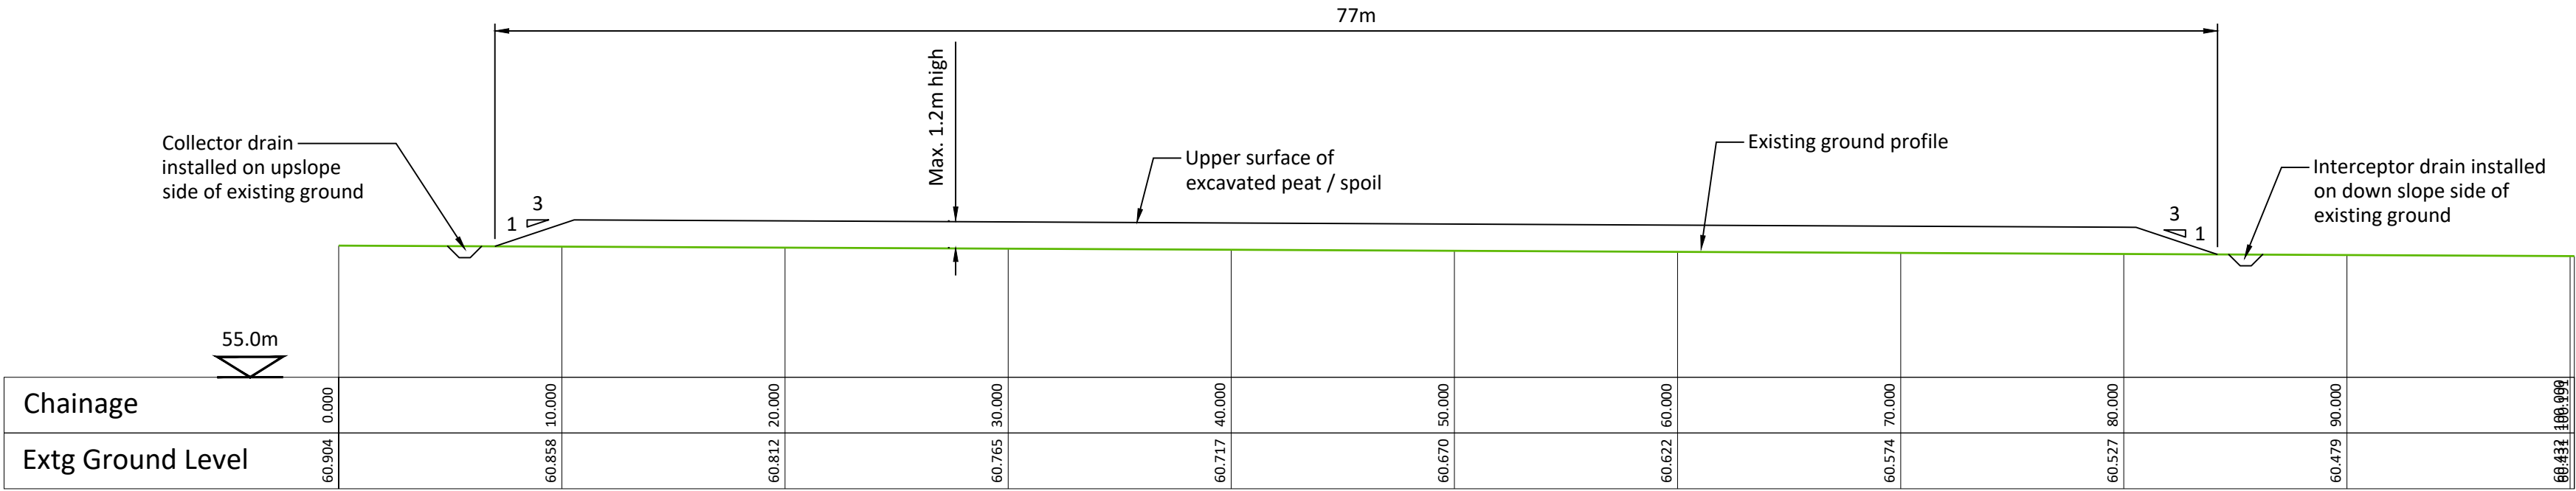 77m
Max. 1.2m high
Collector drain
installed on upslope
side of existing ground
Upper surface of
excavated peat / spoil
Existing ground profile
Interceptor drain installed
on down slope side of
existing ground
3
1
3
1
55.0m
Chainage 0.000 10.000 20.000 30.000 40.000 50.000 60.000 70.000 80.000 90.000 100.000
Extg Ground Level 60.904 60.858 60.812 60.765 60.717 60.670 60.622 60.574 60.527 60.479